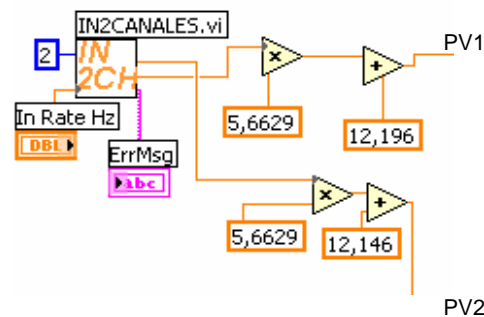 IN2CANALES.vi
PV1
2
IN
2CH
×
+
In Rate Hz
5,6629
12,196
DBL
ErrMsg
abc
×
+
5,6629
12,146
PV2